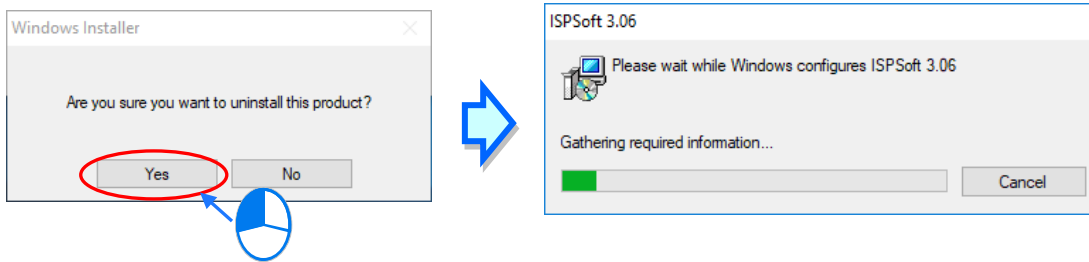 Windows Installer
Are you sure you want to uninstall this product?
Yes
No
ISPSoft 3.06
Please wait while Windows configures ISPSoft 3.06
Gathering required information...
Cancel